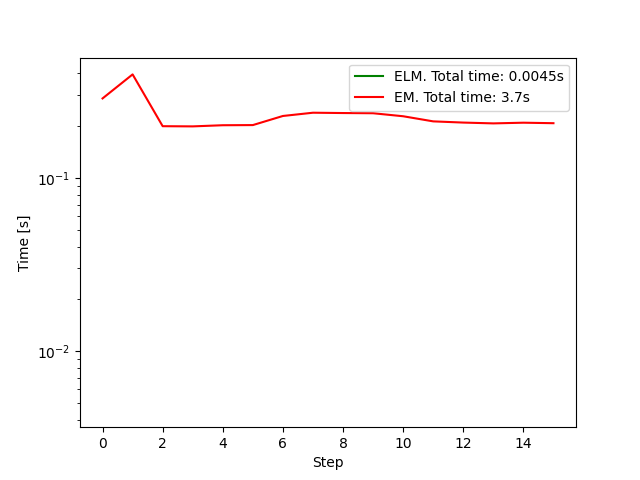 ELM. Total time: 0.0045s
EM. Total time: 3.7s
10⁻¹
10⁻²
Time [s]
0 2 4 6 8 10 12 14
Step